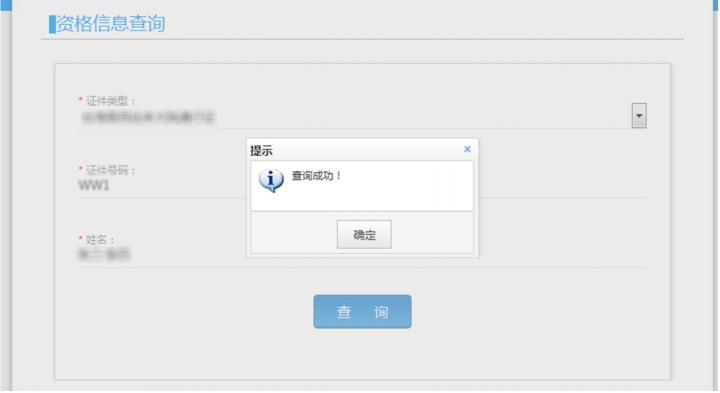 资格信息查询
* 证件类型：
提示
×
查询成功！
* 证件号码：
WW1
确定
* 姓名：
查 询